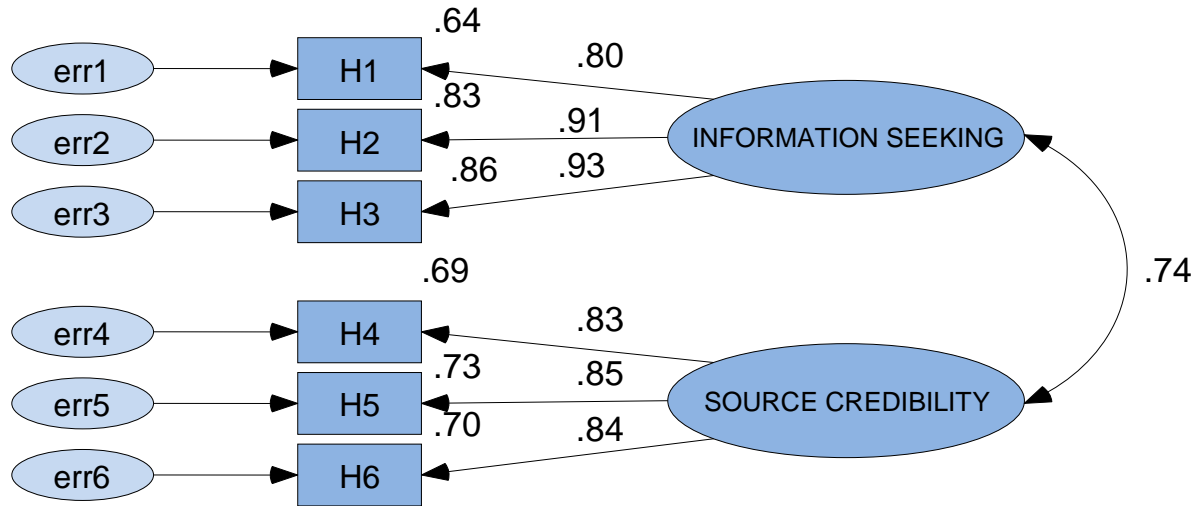 .64
err1
H1
.80
.83
err2
H2
.91
INFORMATION SEEKING
.86
.93
err3
H3
.74
.69
err4
H4
.83
.73
.85
err5
H5
SOURCE CREDIBILITY
.70
.84
err6
H6